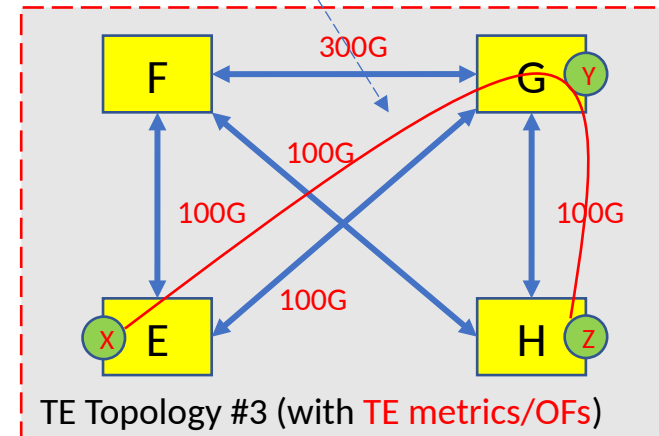 300G
F
G
Y
100G
100G
100G
100G
X
E
H
Z
TE Topology #3 (with TE metrics/OFs)